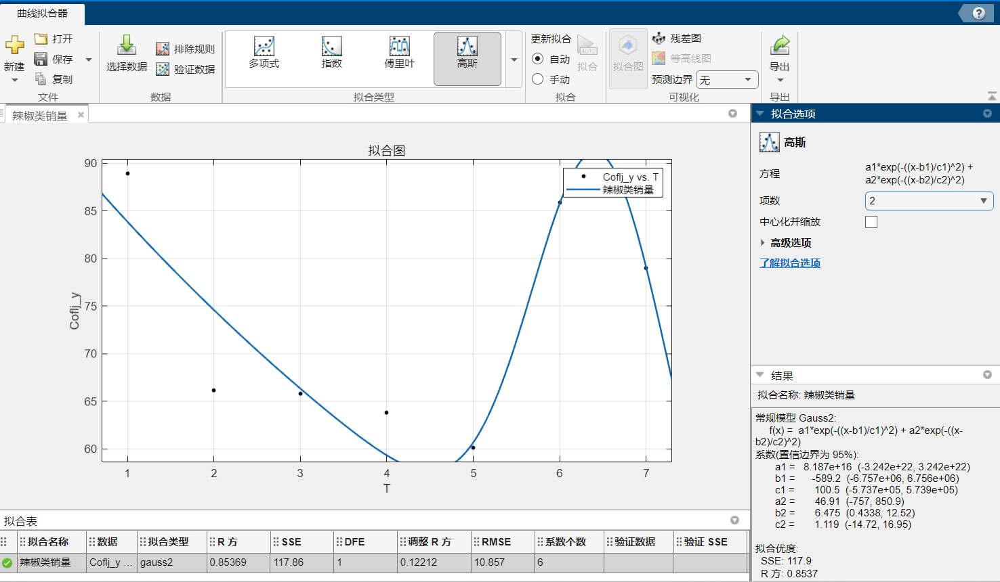 曲线拟合器
新建
打开
保存
复制
文件
选择数据
排除规则
验证数据
数据
多项式
指数
傅里叶
高斯
拟合类型
更新拟合
自动
手动
AUTO
拟合
拟合
拟合图
残差图
等高线图
预测边界 无
可视化
导出
导出
辣椒类销量
拟合图
90
85
80
75
70
65
60
Coflj_y
1 2 3 4 5 6 7
T
Coflj_y vs. T
辣椒类销量
拟合选项
高斯
方程
a1*exp(-((x-b1)/c1)^2) +
a2*exp(-((x-b2)/c2)^2)
项数 2
中心化并缩放
高级选项
了解拟合选项
结果
拟合名称: 辣椒类销量
常规模型 Gauss2:
f(x) = a1*exp(-((x-b1)/c1)^2) + a2*exp(-((x-
b2)/c2)^2)
系数(置信边界为 95%):
a1 = 8.187e+16 (-3.242e+22, 3.242e+22)
b1 = -589.2 (-6.757e+06, 6.756e+06)
c1 = 100.5 (-5.737e+05, 5.739e+05)
a2 = 46.91 (-757, 850.9)
b2 = 6.475 (0.4338, 12.52)
c2 = 1.119 (-14.72, 16.95)
拟合优度:
SSE: 117.9
R 方: 0.8537
拟合表
拟合名称 数据 拟合类型 R 方 SSE DFE 调整 R 方 RMSE 系数个数 验证数据 验证 SSE
辣椒类销量 Coflj_y ... gauss2 0.85369 117.86 1 0.12212 10.857 6